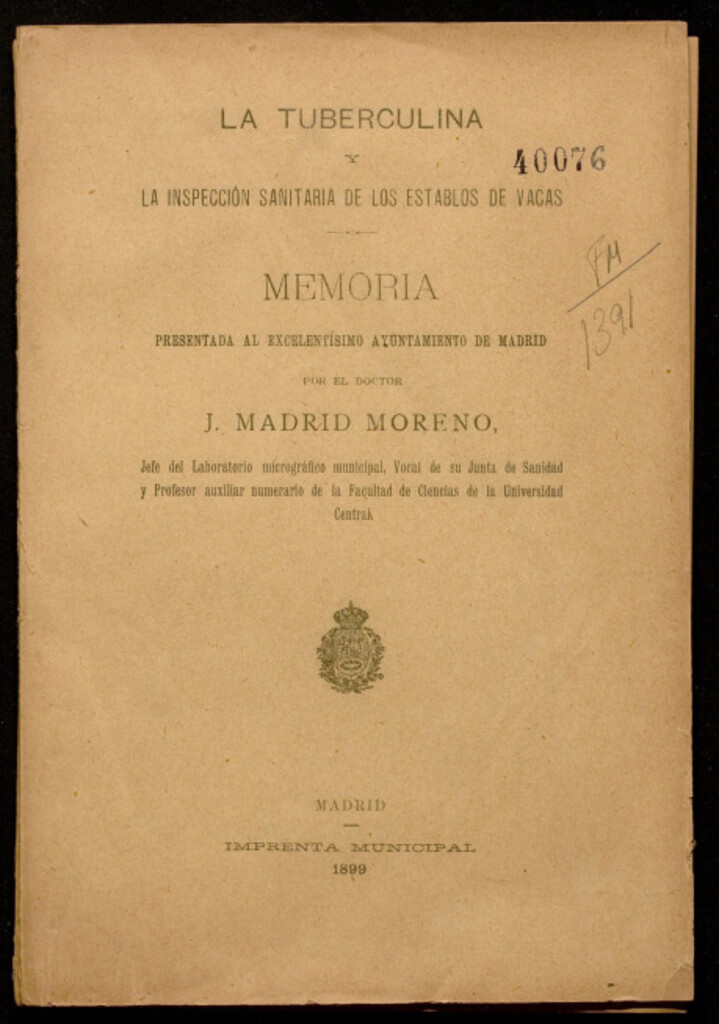 LA TUBERCULINA
Y
40076
LA INSPECCIÓN SANITARIA DE LOS ESTABLOS DE VACAS
MEMORIA
FM
1391
PRESENTADA AL EXCELENTÍSIMO AYUNTAMIENTO DE MADRID
POR EL DOCTOR
J. MADRID MORENO,
Jefe del Laboratorio micrográfico municipal, Vocal de su Junta de Sanidad
y Profesor auxiliar numerario de la Facultad de Ciencias de la Universidad
Central.
MADRID
IMPRENTA MUNICIPAL
1899